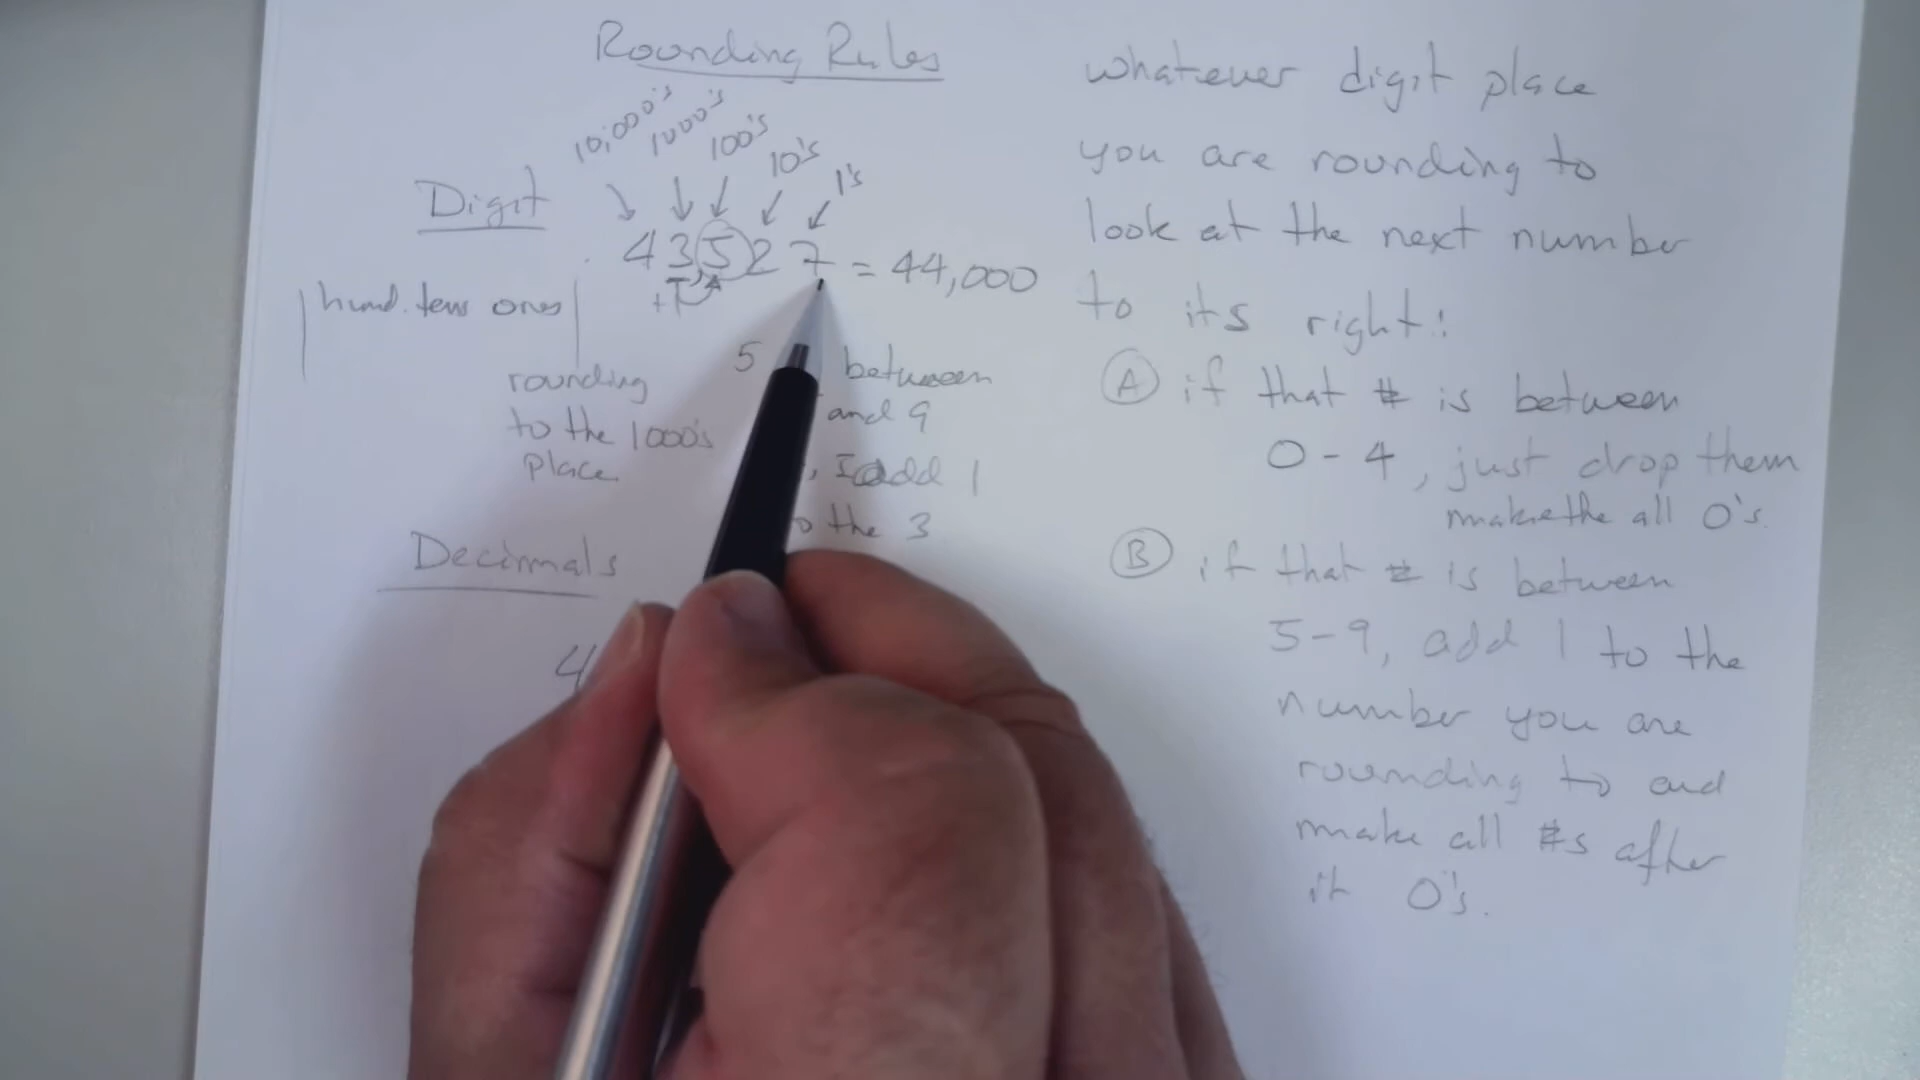 Rounding Rules
10,000's 1000's 100's 10's 1's
Digit
43527 = 44,000
+1
hund. tens ones
rounding
to the 1000's
place
5 between
and 9
, I add 1
to the 3
Decimals
4
whatever digit place
you are rounding to
look at the next number
to its right:
A if that # is between
0-4, just drop them
make the all 0's.
B if that # is between
5-9, add 1 to the
number you are
rounding to and
make all #s after
it 0's.